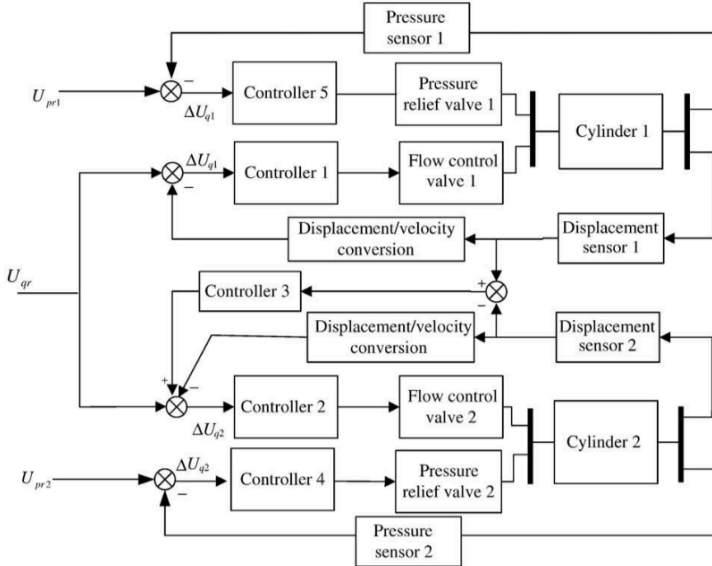 Pressure
sensor 1
−
U_pr1
ΔU_q1
Controller 5
Pressure
relief valve 1
Cylinder 1
ΔU_q1
−
Controller 1
Flow control
valve 1
Displacement/velocity
conversion
Displacement
sensor 1
U_qr
Controller 3
+
−
Displacement/velocity
conversion
Displacement
sensor 2
+
−
ΔU_q2
Controller 2
Flow control
valve 2
Cylinder 2
U_pr2
ΔU_q2
−
Controller 4
Pressure
relief valve 2
Pressure
sensor 2